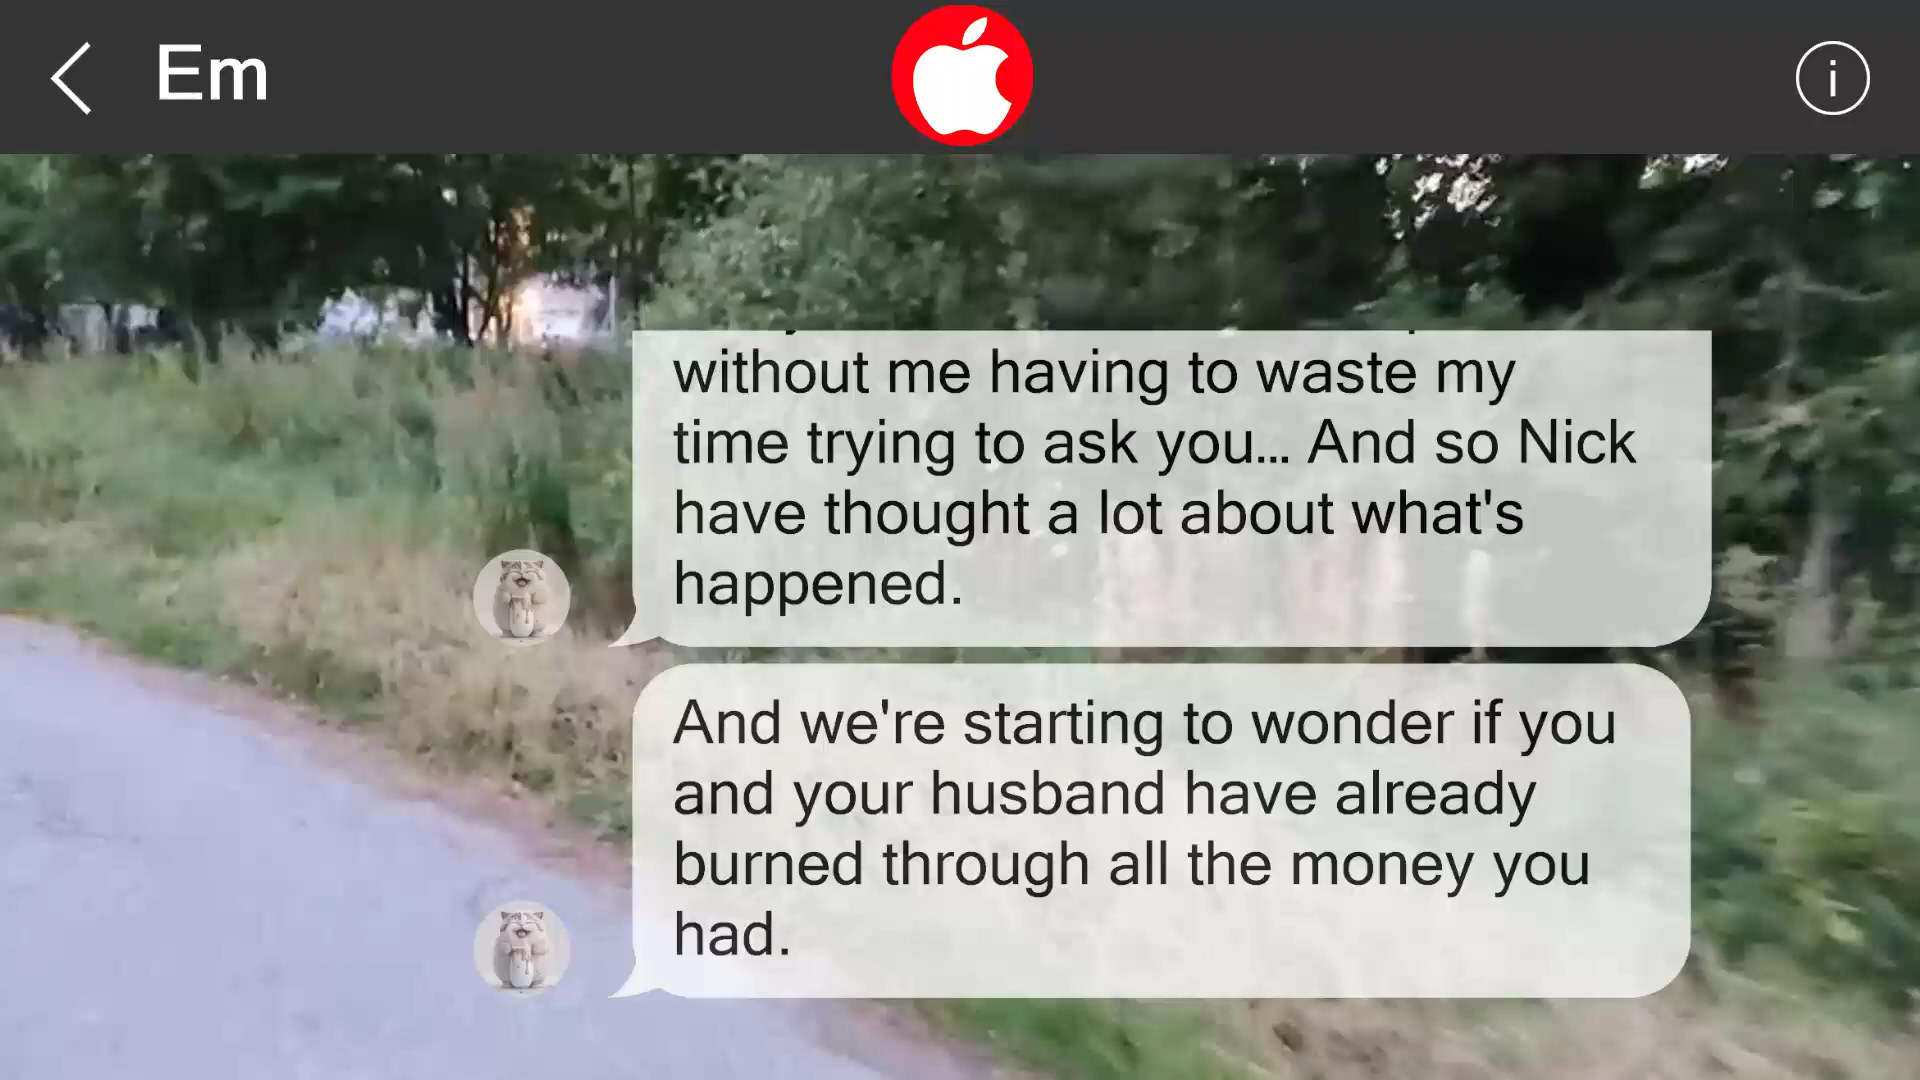 Em
i
without me having to waste my
time trying to ask you... And so Nick
have thought a lot about what's
happened.
And we're starting to wonder if you
and your husband have already
burned through all the money you
had.